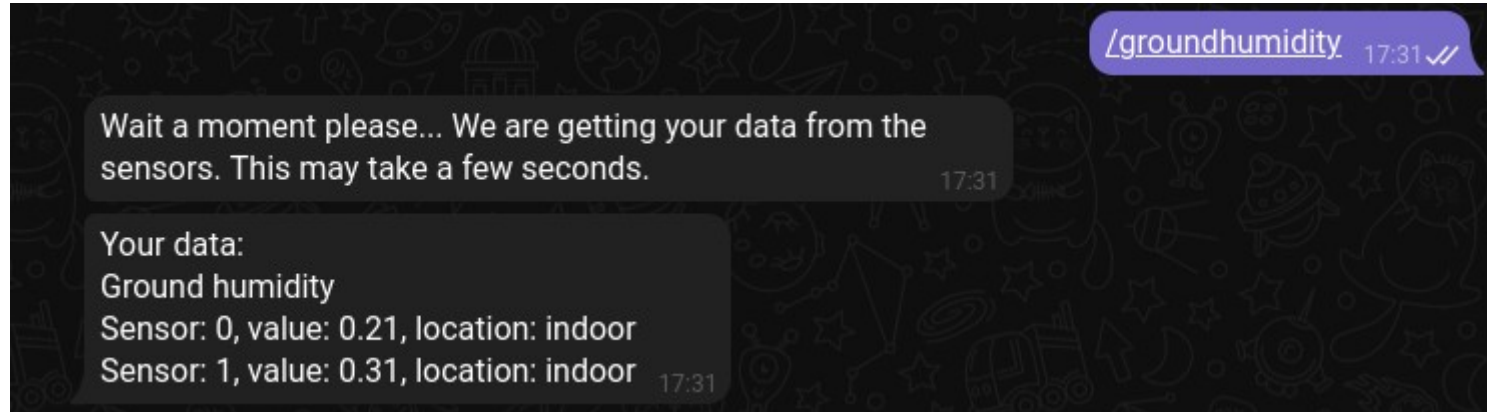 /groundhumidity 17:31
Wait a moment please... We are getting your data from the
sensors. This may take a few seconds.
17:31
Your data:
Ground humidity
Sensor: 0, value: 0.21, location: indoor
Sensor: 1, value: 0.31, location: indoor 17:31